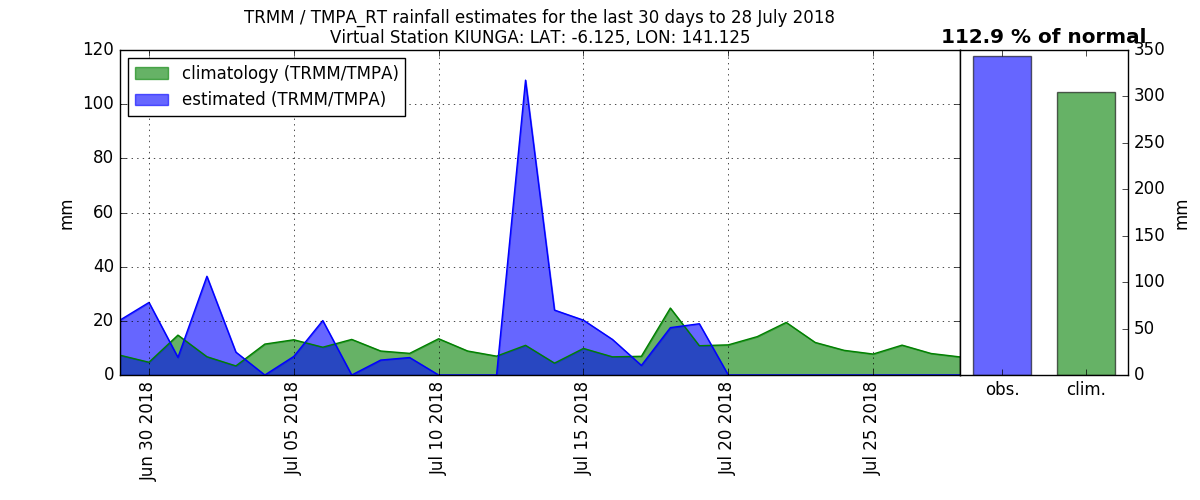 TRMM / TMPA_RT rainfall estimates for the last 30 days to 28 July 2018
Virtual Station KIUNGA: LAT: -6.125, LON: 141.125
112.9 % of normal
climatology (TRMM/TMPA)
estimated (TRMM/TMPA)
120
100
80
60
40
20
0
mm
Jun 30 2018
Jul 05 2018
Jul 10 2018
Jul 15 2018
Jul 20 2018
Jul 25 2018
obs.
clim.
350
300
250
200
150
100
50
0
mm